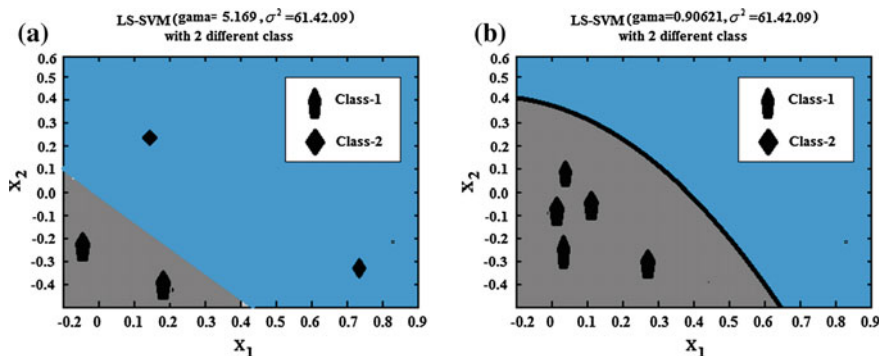 (a)
LS-SVM(gama= 5.169, σ²=61.42.09)
with 2 different class
0.6
0.5
0.4
0.3
0.2
0.1
0.0
-0.1
-0.2
-0.3
-0.4
X₂
Class-1
Class-2
-0.2 0 0.1 0.2 0.3 0.4 0.5 0.6 0.7 0.8 0.9
X₁
(b)
LS-SVM(gama=0.90621, σ²=61.42.09)
with 2 different class
0.6
0.5
0.4
0.3
0.2
0.1
0.0
-0.1
-0.2
-0.3
-0.4
X₂
Class-1
Class-2
-0.2 0 0.1 0.2 0.3 0.4 0.5 0.6 0.7 0.8 0.9
X₁